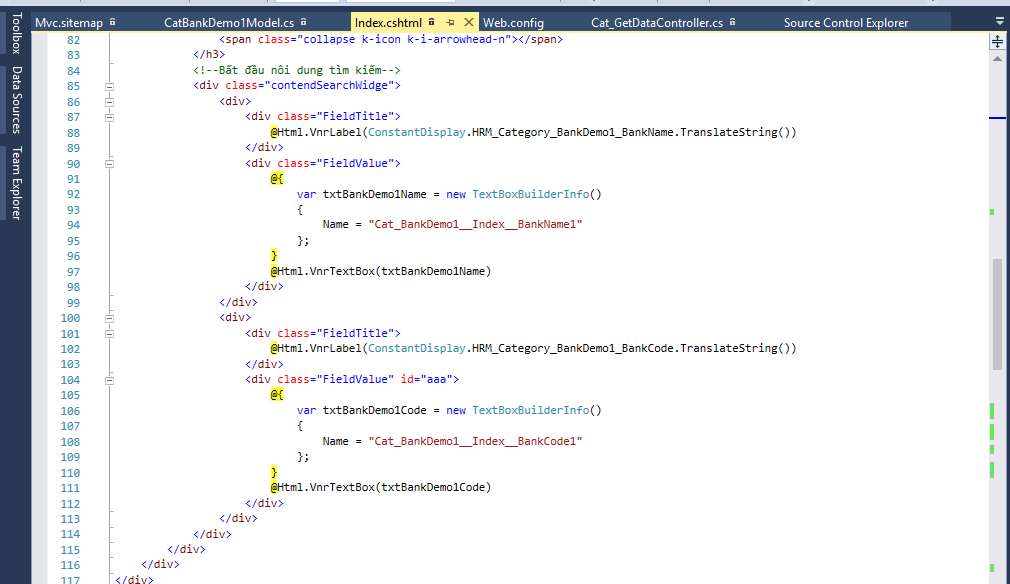 Mvc.sitemap CatBankDemo1Model.cs Index.cshtml Web.config Cat_GetDataController.cs Source Control Explorer
Toolbox
Data Sources
Team Explorer
82 <span class="collapse k-icon k-i-arrowhead-n"></span>
83 </h3>
84 <!--Bất đầu nôi dung tìm kiếm-->
85 <div class="contendSearchWidge">
86 <div>
87 <div class="FieldTitle">
88 @Html.VnrLabel(ConstantDisplay.HRM_Category_BankDemo1_BankName.TranslateString())
89 </div>
90 <div class="FieldValue">
91 @{
92 var txtBankDemo1Name = new TextBoxBuilderInfo()
93 {
94 Name = "Cat_BankDemo1__Index__BankName1"
95 };
96 }
97 @Html.VnrTextBox(txtBankDemo1Name)
98 </div>
99 </div>
100 <div>
101 <div class="FieldTitle">
102 @Html.VnrLabel(ConstantDisplay.HRM_Category_BankDemo1_BankCode.TranslateString())
103 </div>
104 <div class="FieldValue" id="aaa">
105 @{
106 var txtBankDemo1Code = new TextBoxBuilderInfo()
107 {
108 Name = "Cat_BankDemo1__Index__BankCode1"
109 };
110 }
111 @Html.VnrTextBox(txtBankDemo1Code)
112 </div>
113 </div>
114 </div>
115 </div>
116 </div>
117 </div>